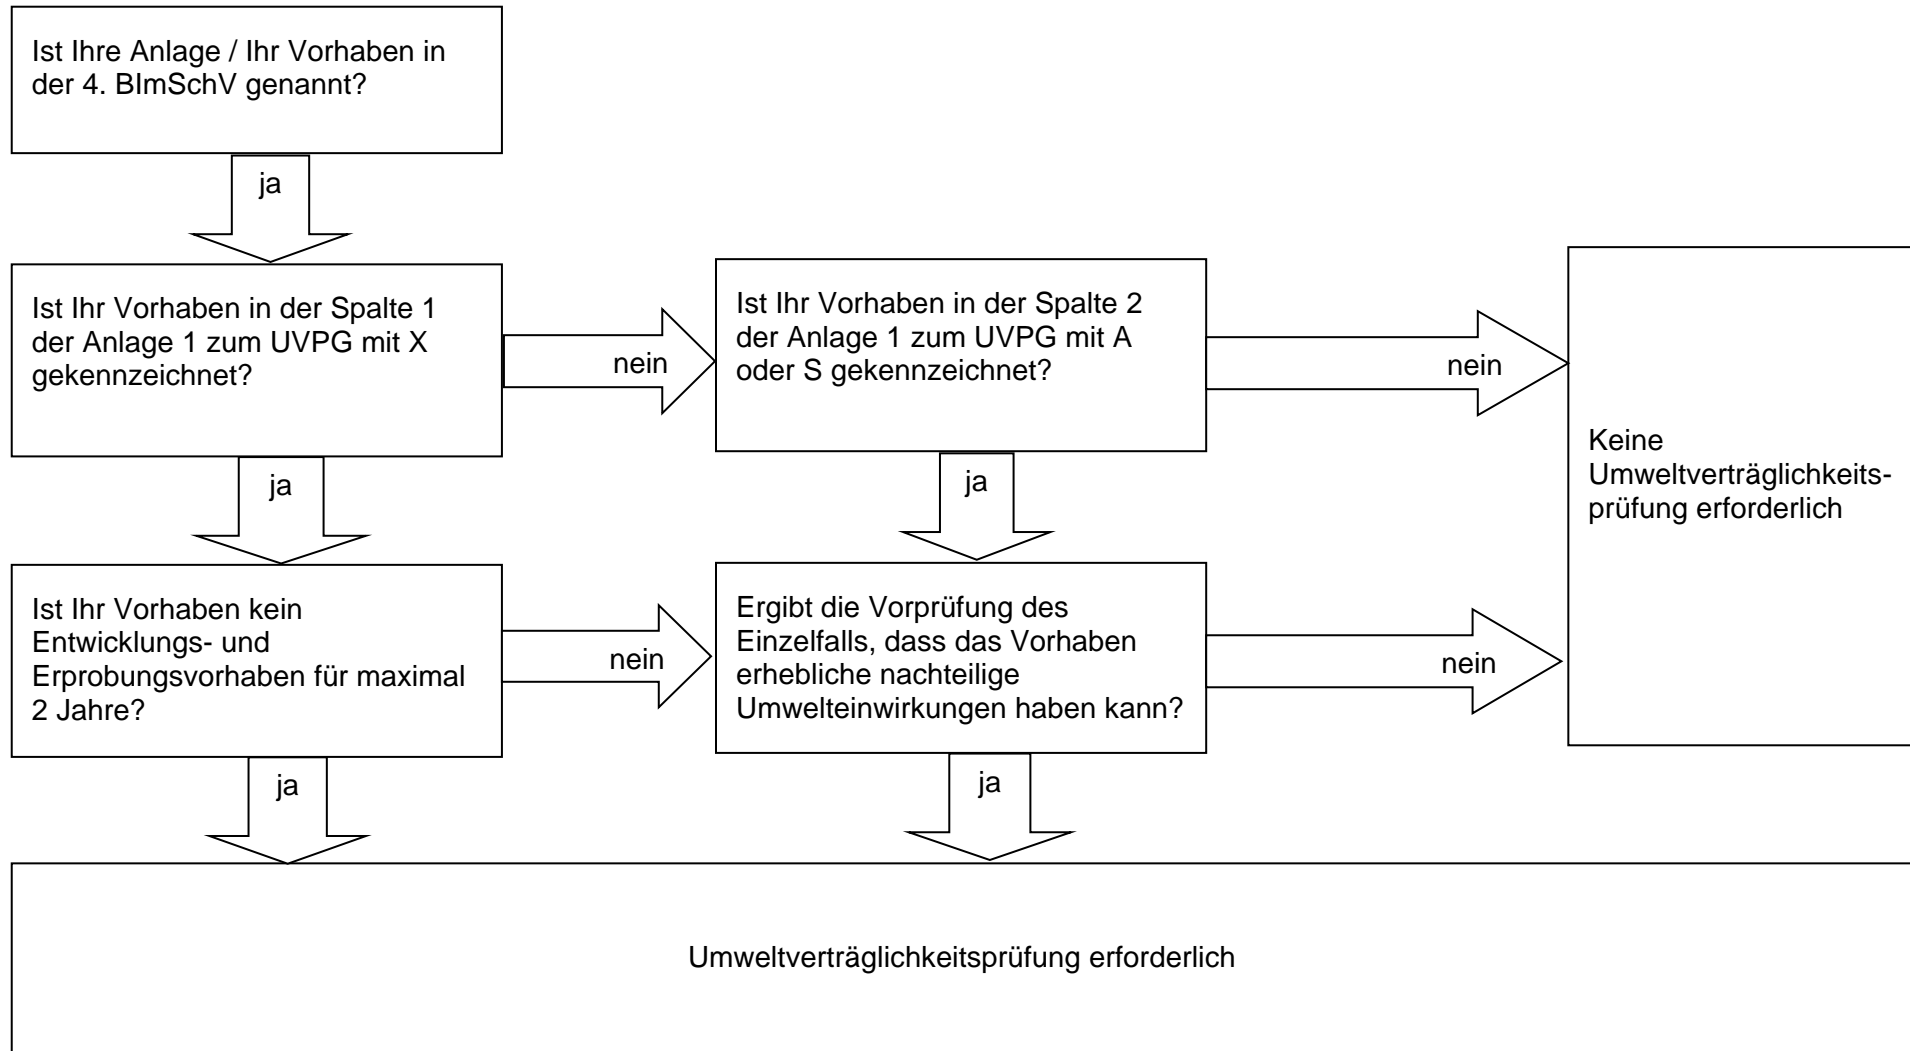 Ist Ihre Anlage / Ihr Vorhaben in
der 4. BImSchV genannt?
ja
Ist Ihr Vorhaben in der Spalte 1
der Anlage 1 zum UVPG mit X
gekennzeichnet?
nein
Ist Ihr Vorhaben in der Spalte 2
der Anlage 1 zum UVPG mit A
oder S gekennzeichnet?
nein
Keine
Umweltverträglichkeits-
prüfung erforderlich
ja
ja
Ist Ihr Vorhaben kein
Entwicklungs- und
Erprobungsvorhaben für maximal
2 Jahre?
nein
Ergibt die Vorprüfung des
Einzelfalls, dass das Vorhaben
erhebliche nachteilige
Umwelteinwirkungen haben kann?
nein
ja
ja
Umweltverträglichkeitsprüfung erforderlich